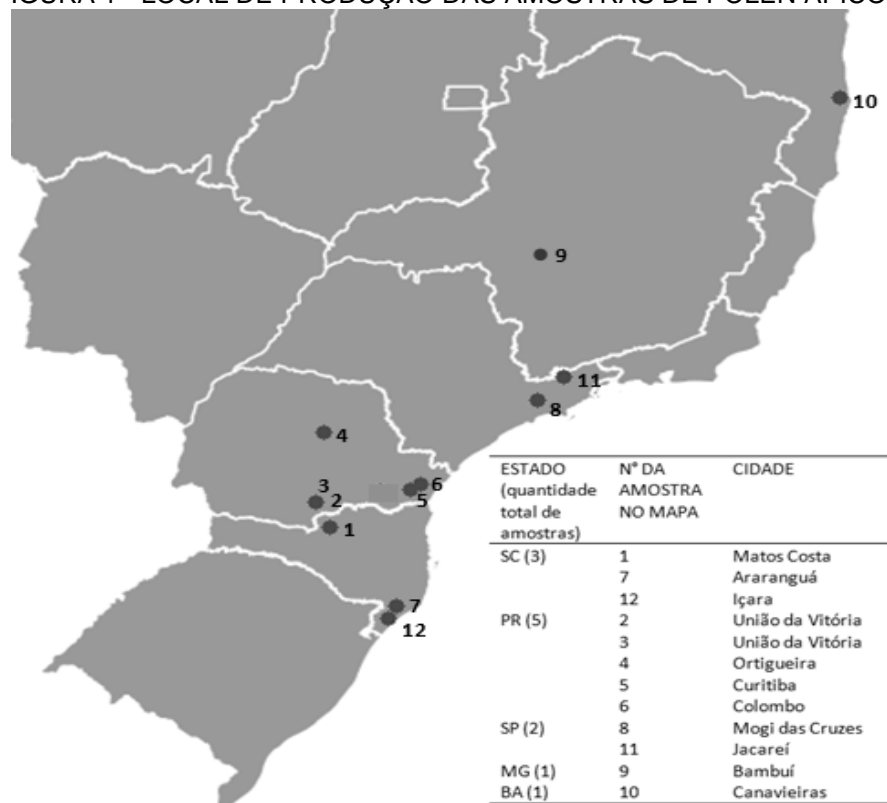 FIGURA 1 - LOCAL DE PRODUÇÃO DAS AMOSTRAS DE PÓLEN APÍCO
10
9
11
8
4
3
2
6
5
1
7
12
ESTADO (quantidade total de amostras) N° DA AMOSTRA NO MAPA CIDADE
SC (3) 1 Matos Costa
7 Araranguá
12 Içara
PR (5) 2 União da Vitória
3 União da Vitória
4 Ortigueira
5 Curitiba
6 Colombo
SP (2) 8 Mogi das Cruzes
11 Jacareí
MG (1) 9 Bambuí
BA (1) 10 Canavieiras